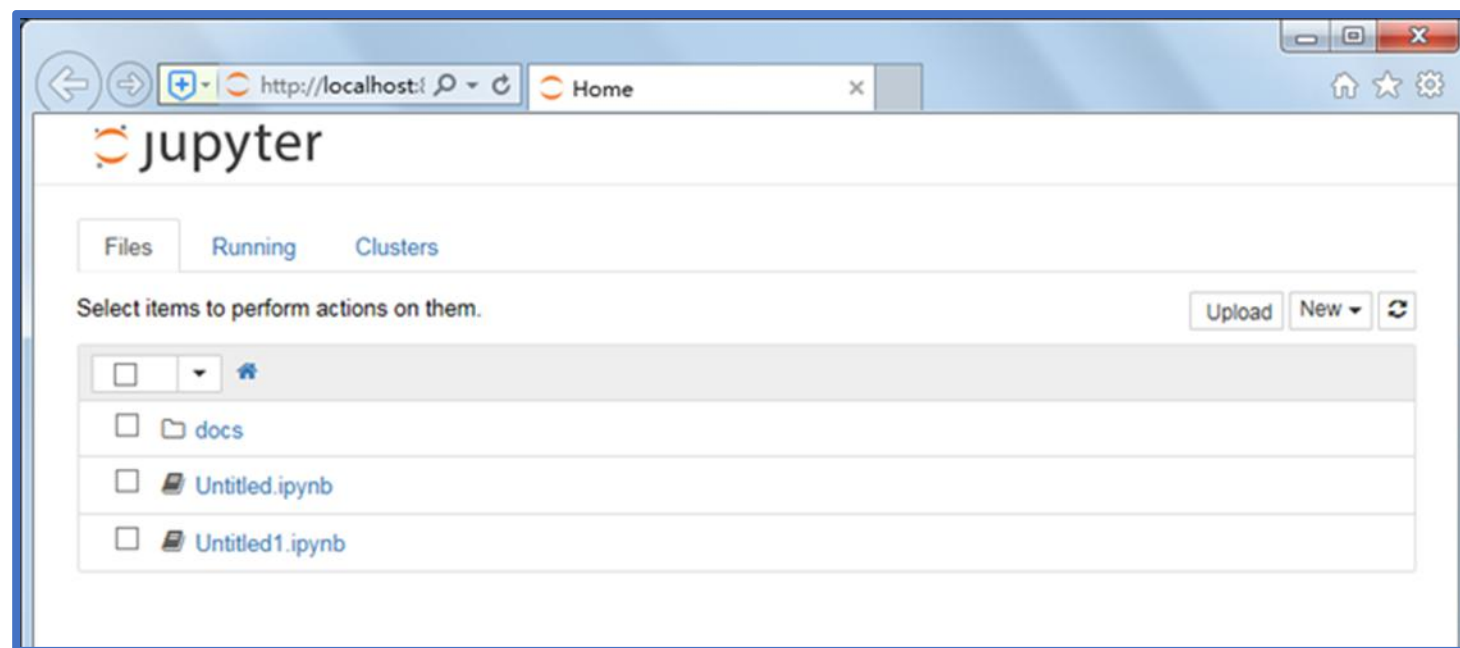 http://localhost:8
Home
jupyter
Files Running Clusters
Select items to perform actions on them.
Upload New
docs
Untitled.ipynb
Untitled1.ipynb